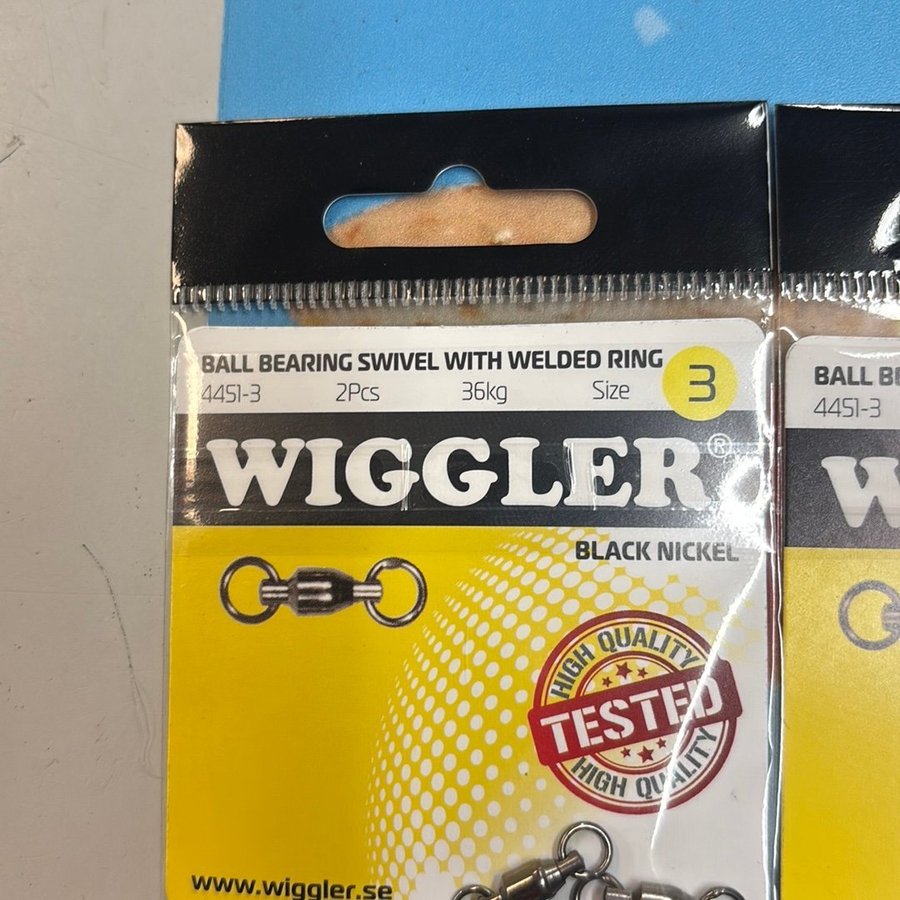 BALL BEARING SWIVEL WITH WELDED RING
4451-3 2Pcs 36kg Size 3
WIGGLER®
BLACK NICKEL
HIGH QUALITY
TESTED
HIGH QUALITY
www.wiggler.se
BALL
4451-3